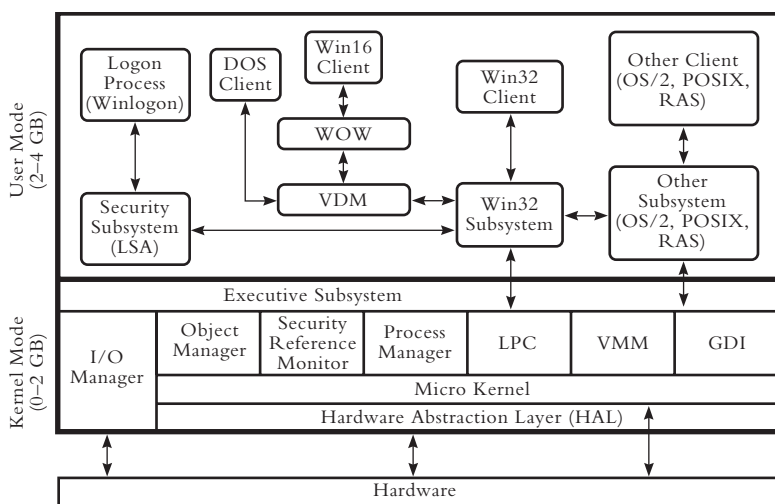 User Mode
(2–4 GB)
Logon
Process
(Winlogon)
DOS
Client
Win16
Client
Win32
Client
Other Client
(OS/2, POSIX,
RAS)
WOW
VDM
Security
Subsystem
(LSA)
Win32
Subsystem
Other
Subsystem
(OS/2, POSIX,
RAS)
Kernel Mode
(0–2 GB)
Executive Subsystem
I/O
Manager
Object
Manager
Security
Reference
Monitor
Process
Manager
LPC
VMM
GDI
Micro Kernel
Hardware Abstraction Layer (HAL)
Hardware